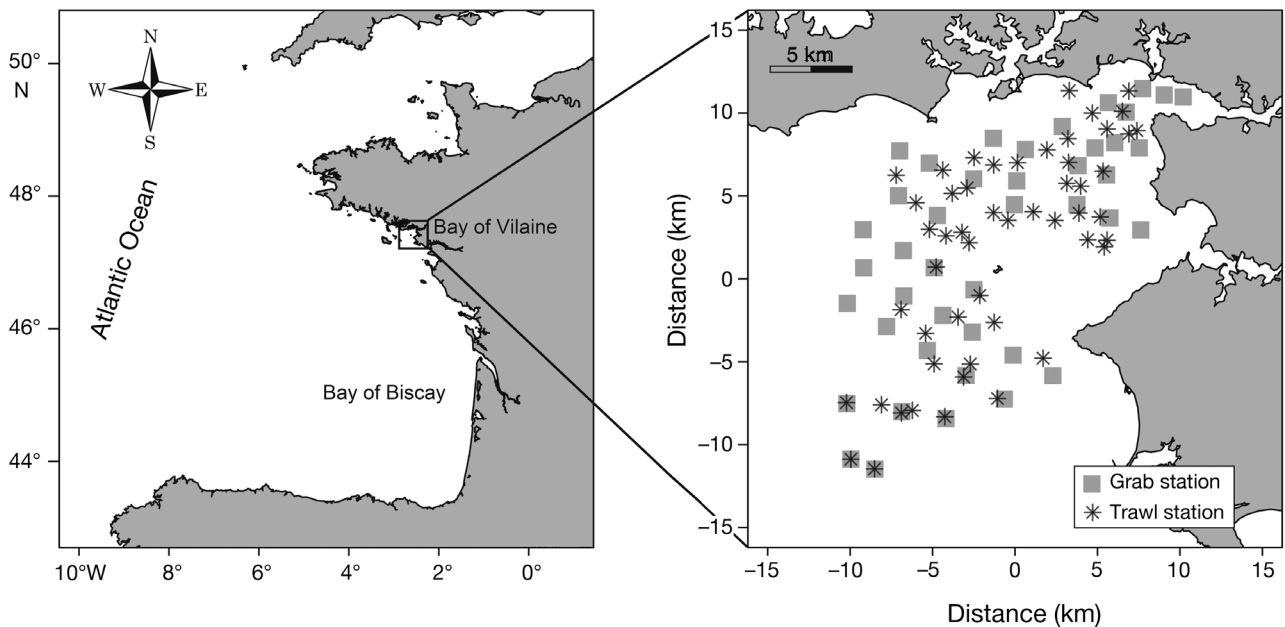 50°
N
48°
46°
44°
10°W
8°
6°
4°
2°
0°
N
W
E
S
Atlantic Ocean
Bay of Vilaine
Bay of Biscay
15
10
5
0
−5
−10
−15
Distance (km)
5 km
Grab station
Trawl station
−15
−10
−5
0
5
10
15
Distance (km)